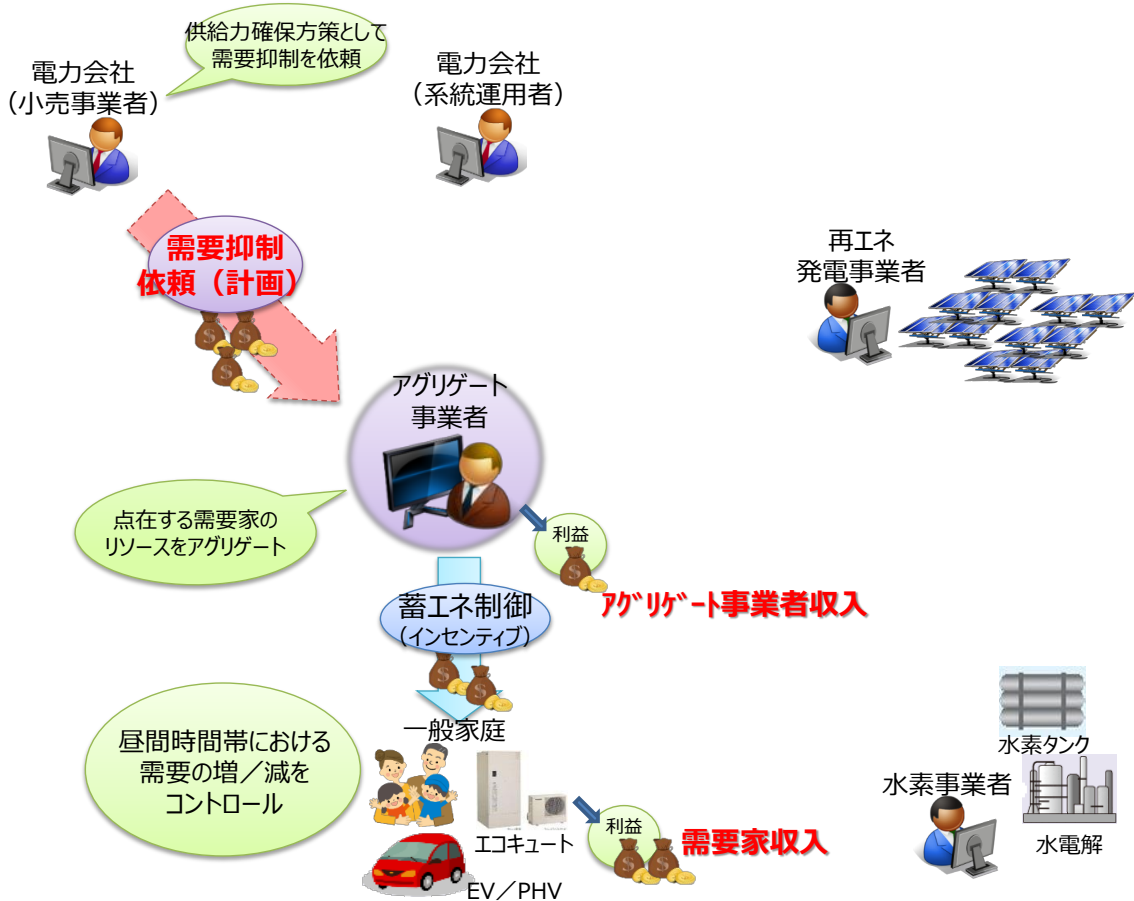 供給力確保方策として
需要抑制を依頼
電力会社
（小売事業者）
電力会社
（系統運用者）
需要抑制
依頼（計画）
再エネ
発電事業者
アグリゲート
事業者
点在する需要家の
リソースをアグリゲート
利益
ｱｸﾞﾘｹﾞｰﾄ事業者収入
蓄エネ制御
(インセンティブ)
一般家庭
昼間時間帯における
需要の増／減を
コントロール
エコキュート
EV／PHV
利益
需要家収入
水素タンク
水素事業者
水電解